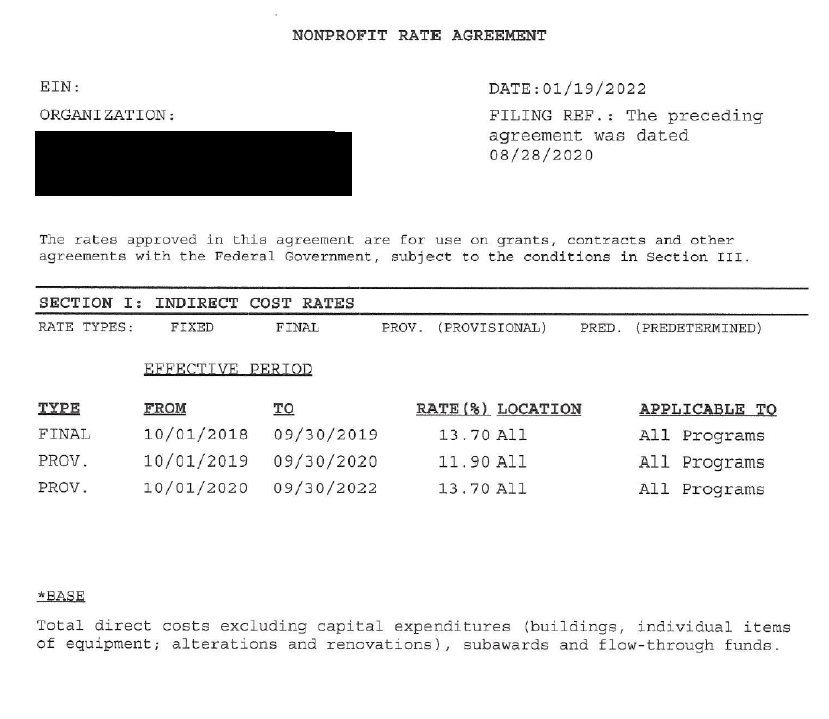 NONPROFIT RATE AGREEMENT
EIN:
DATE:01/19/2022
ORGANIZATION:
FILING REF.: The preceding
agreement was dated
08/28/2020
The rates approved in this agreement are for use on grants, contracts and other
agreements with the Federal Government, subject to the conditions in Section III.
SECTION I: INDIRECT COST RATES
RATE TYPES: FIXED FINAL PROV. (PROVISIONAL) PRED. (PREDETERMINED)
EFFECTIVE PERIOD
TYPE FROM TO RATE(%) LOCATION APPLICABLE TO
FINAL 10/01/2018 09/30/2019 13.70 All All Programs
PROV. 10/01/2019 09/30/2020 11.90 All All Programs
PROV. 10/01/2020 09/30/2022 13.70 All All Programs
*BASE
Total direct costs excluding capital expenditures (buildings, individual items
of equipment; alterations and renovations), subawards and flow-through funds.